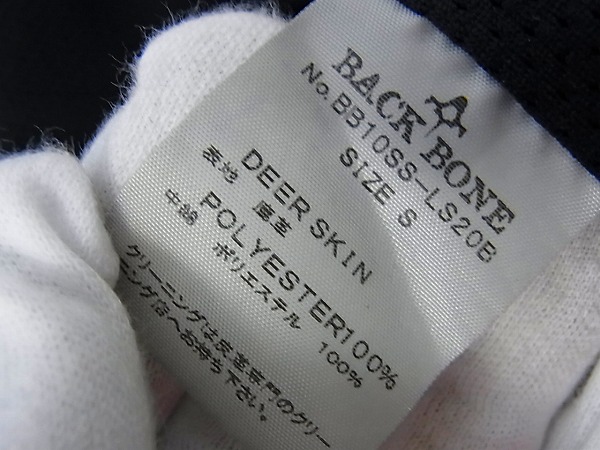 BACK BONE
No.BB10SS-LS20B
SIZE S
DEER SKIN
表地 鹿革
POLYESTER100%
中綿 ポリエステル 100%
クリーニングは皮革専門のクリー
ニング店へお持ち下さい。